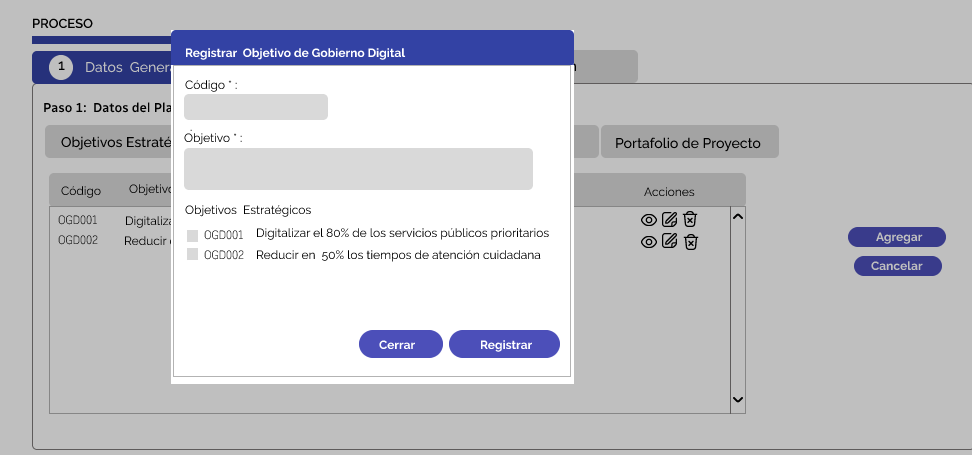 PROCESO
Registrar Objetivo de Gobierno Digital
1 Datos Gener
Código * :
Paso 1: Datos del Pla
Objetivo * :
Objetivos Estraté
Portafolio de Proyecto
Código Objetivo Acciones
Objetivos Estratégicos
OGD001 Digitaliza
OGD002 Reducir
OGD001 Digitalizar el 80% de los servicios públicos prioritarios
OGD002 Reducir en 50% los tiempos de atención cuidadana
Agregar
Cancelar
Cerrar Registrar